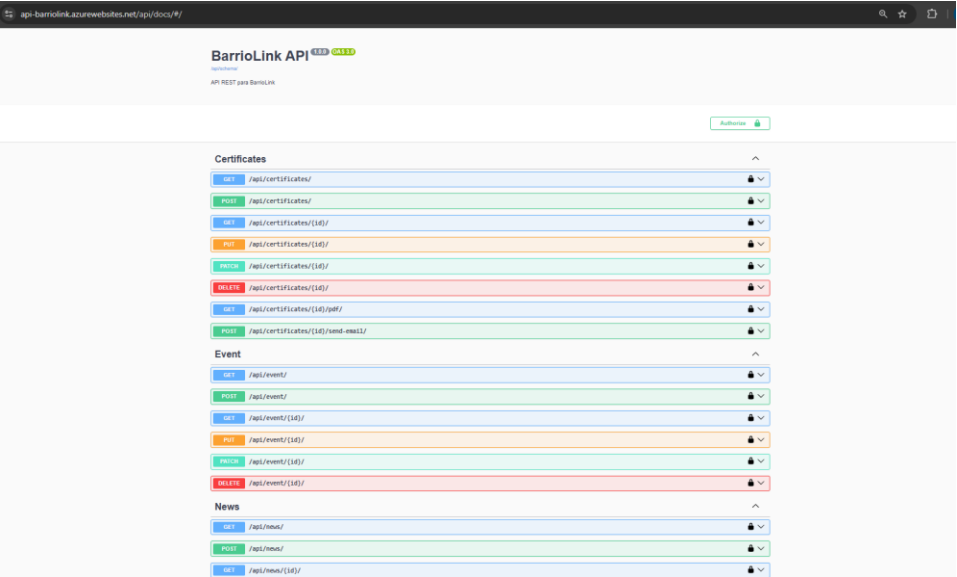 api-barriolink.azurewebsites.net/api/docs/#/
BarrioLink API 1.0.0 OAS 3.0
/api/schema/
API REST para BarrioLink
Authorize
Certificates
GET /api/certificates/
POST /api/certificates/
GET /api/certificates/{id}/
PUT /api/certificates/{id}/
PATCH /api/certificates/{id}/
DELETE /api/certificates/{id}/
GET /api/certificates/{id}/pdf/
POST /api/certificates/{id}/send-email/
Event
GET /api/event/
POST /api/event/
GET /api/event/{id}/
PUT /api/event/{id}/
PATCH /api/event/{id}/
DELETE /api/event/{id}/
News
GET /api/news/
POST /api/news/
GET /api/news/{id}/